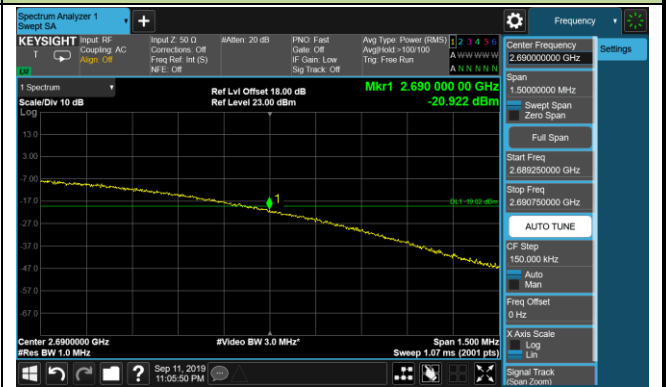 Spectrum Analyzer 1
Swept SA
Frequency
KEYSIGHT
Input: RF
Coupling: AC
Align: Off
Input Z: 50 Ω
Corrections: Off
Freq Ref: Int (S)
NFE: Off
#Atten: 20 dB
PNO: Fast
Gate: Off
IF Gain: Low
Sig Track: Off
Avg Type: Power (RMS)
Avg|Hold >100/100
Trig: Free Run
1 2 3 4 5 6
A W W W W W
A N N N N N
1 Spectrum
Scale/Div 10 dB
Log
Ref Lvl Offset 18.00 dB
Ref Level 23.00 dBm
Mkr1 2.690 000 00 GHz
-20.922 dBm
13.0
3.00
-7.00
-17.0
-27.0
-37.0
-47.0
-57.0
-67.0
1
DL1 -19.02 dBm
Center 2.6900000 GHz
#Res BW 1.0 MHz
#Video BW 3.0 MHz*
Span 1.500 MHz
Sweep 1.07 ms (2001 pts)
Sep 11, 2019
11:05:50 PM
Settings
Center Frequency
2.690000000 GHz
Span
1.50000000 MHz
Swept Span
Zero Span
Full Span
Start Freq
2.689250000 GHz
Stop Freq
2.690750000 GHz
AUTO TUNE
CF Step
150.000 kHz
Auto
Man
Freq Offset
0 Hz
X Axis Scale
Log
Lin
Signal Track
(Span Zoom)